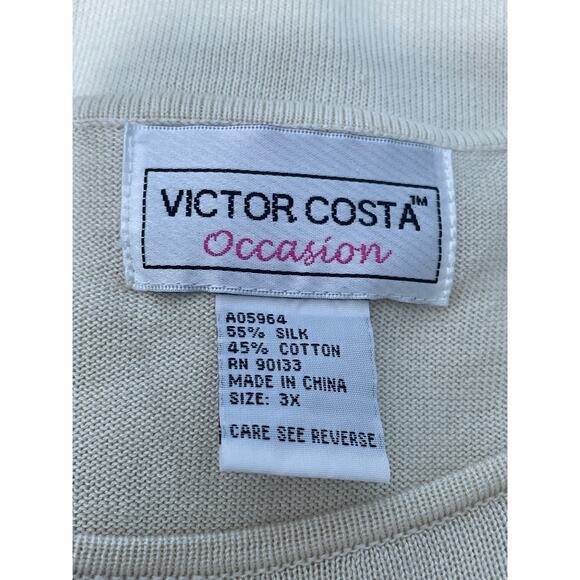 VICTOR COSTA™
Occasion
A05964
55% SILK
45% COTTON
RN 90133
MADE IN CHINA
SIZE: 3X
CARE SEE REVERSE